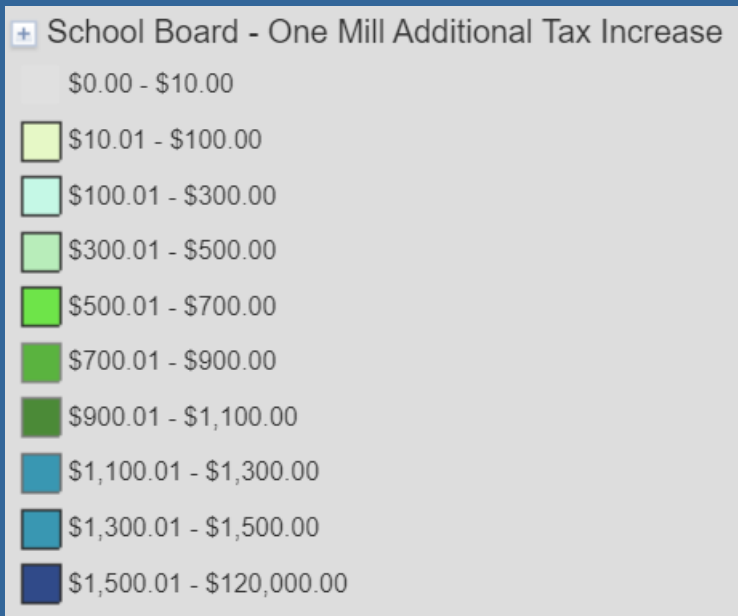 School Board - One Mill Additional Tax Increase
$0.00 - $10.00
$10.01 - $100.00
$100.01 - $300.00
$300.01 - $500.00
$500.01 - $700.00
$700.01 - $900.00
$900.01 - $1,100.00
$1,100.01 - $1,300.00
$1,300.01 - $1,500.00
$1,500.01 - $120,000.00